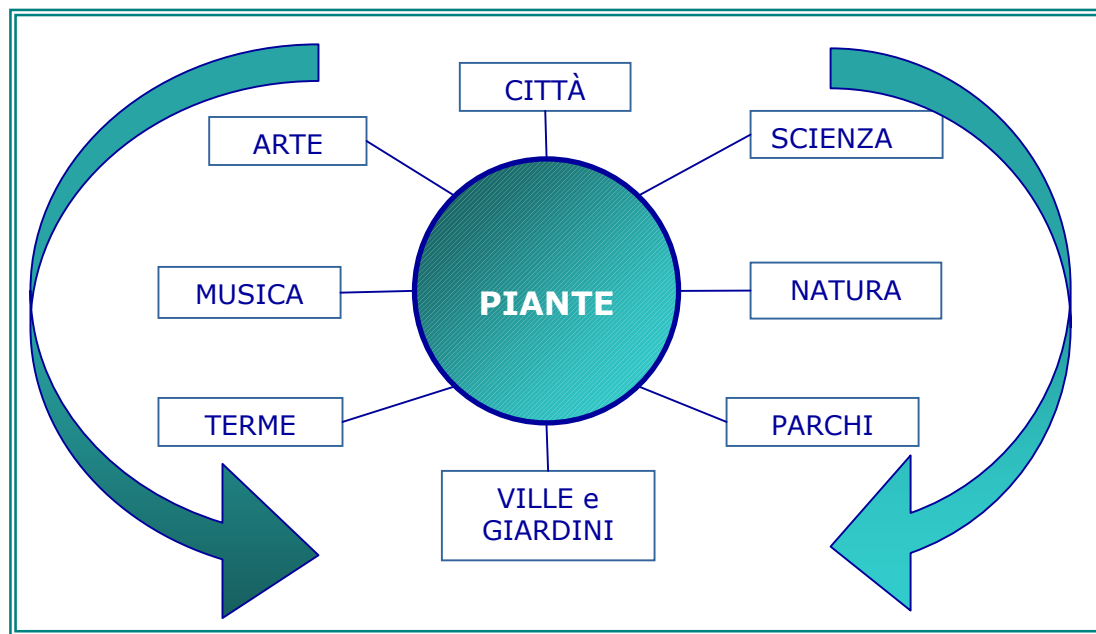 CITTÀ
ARTE
SCIENZA
MUSICA
PIANTE
NATURA
TERME
PARCHI
VILLE e
GIARDINI